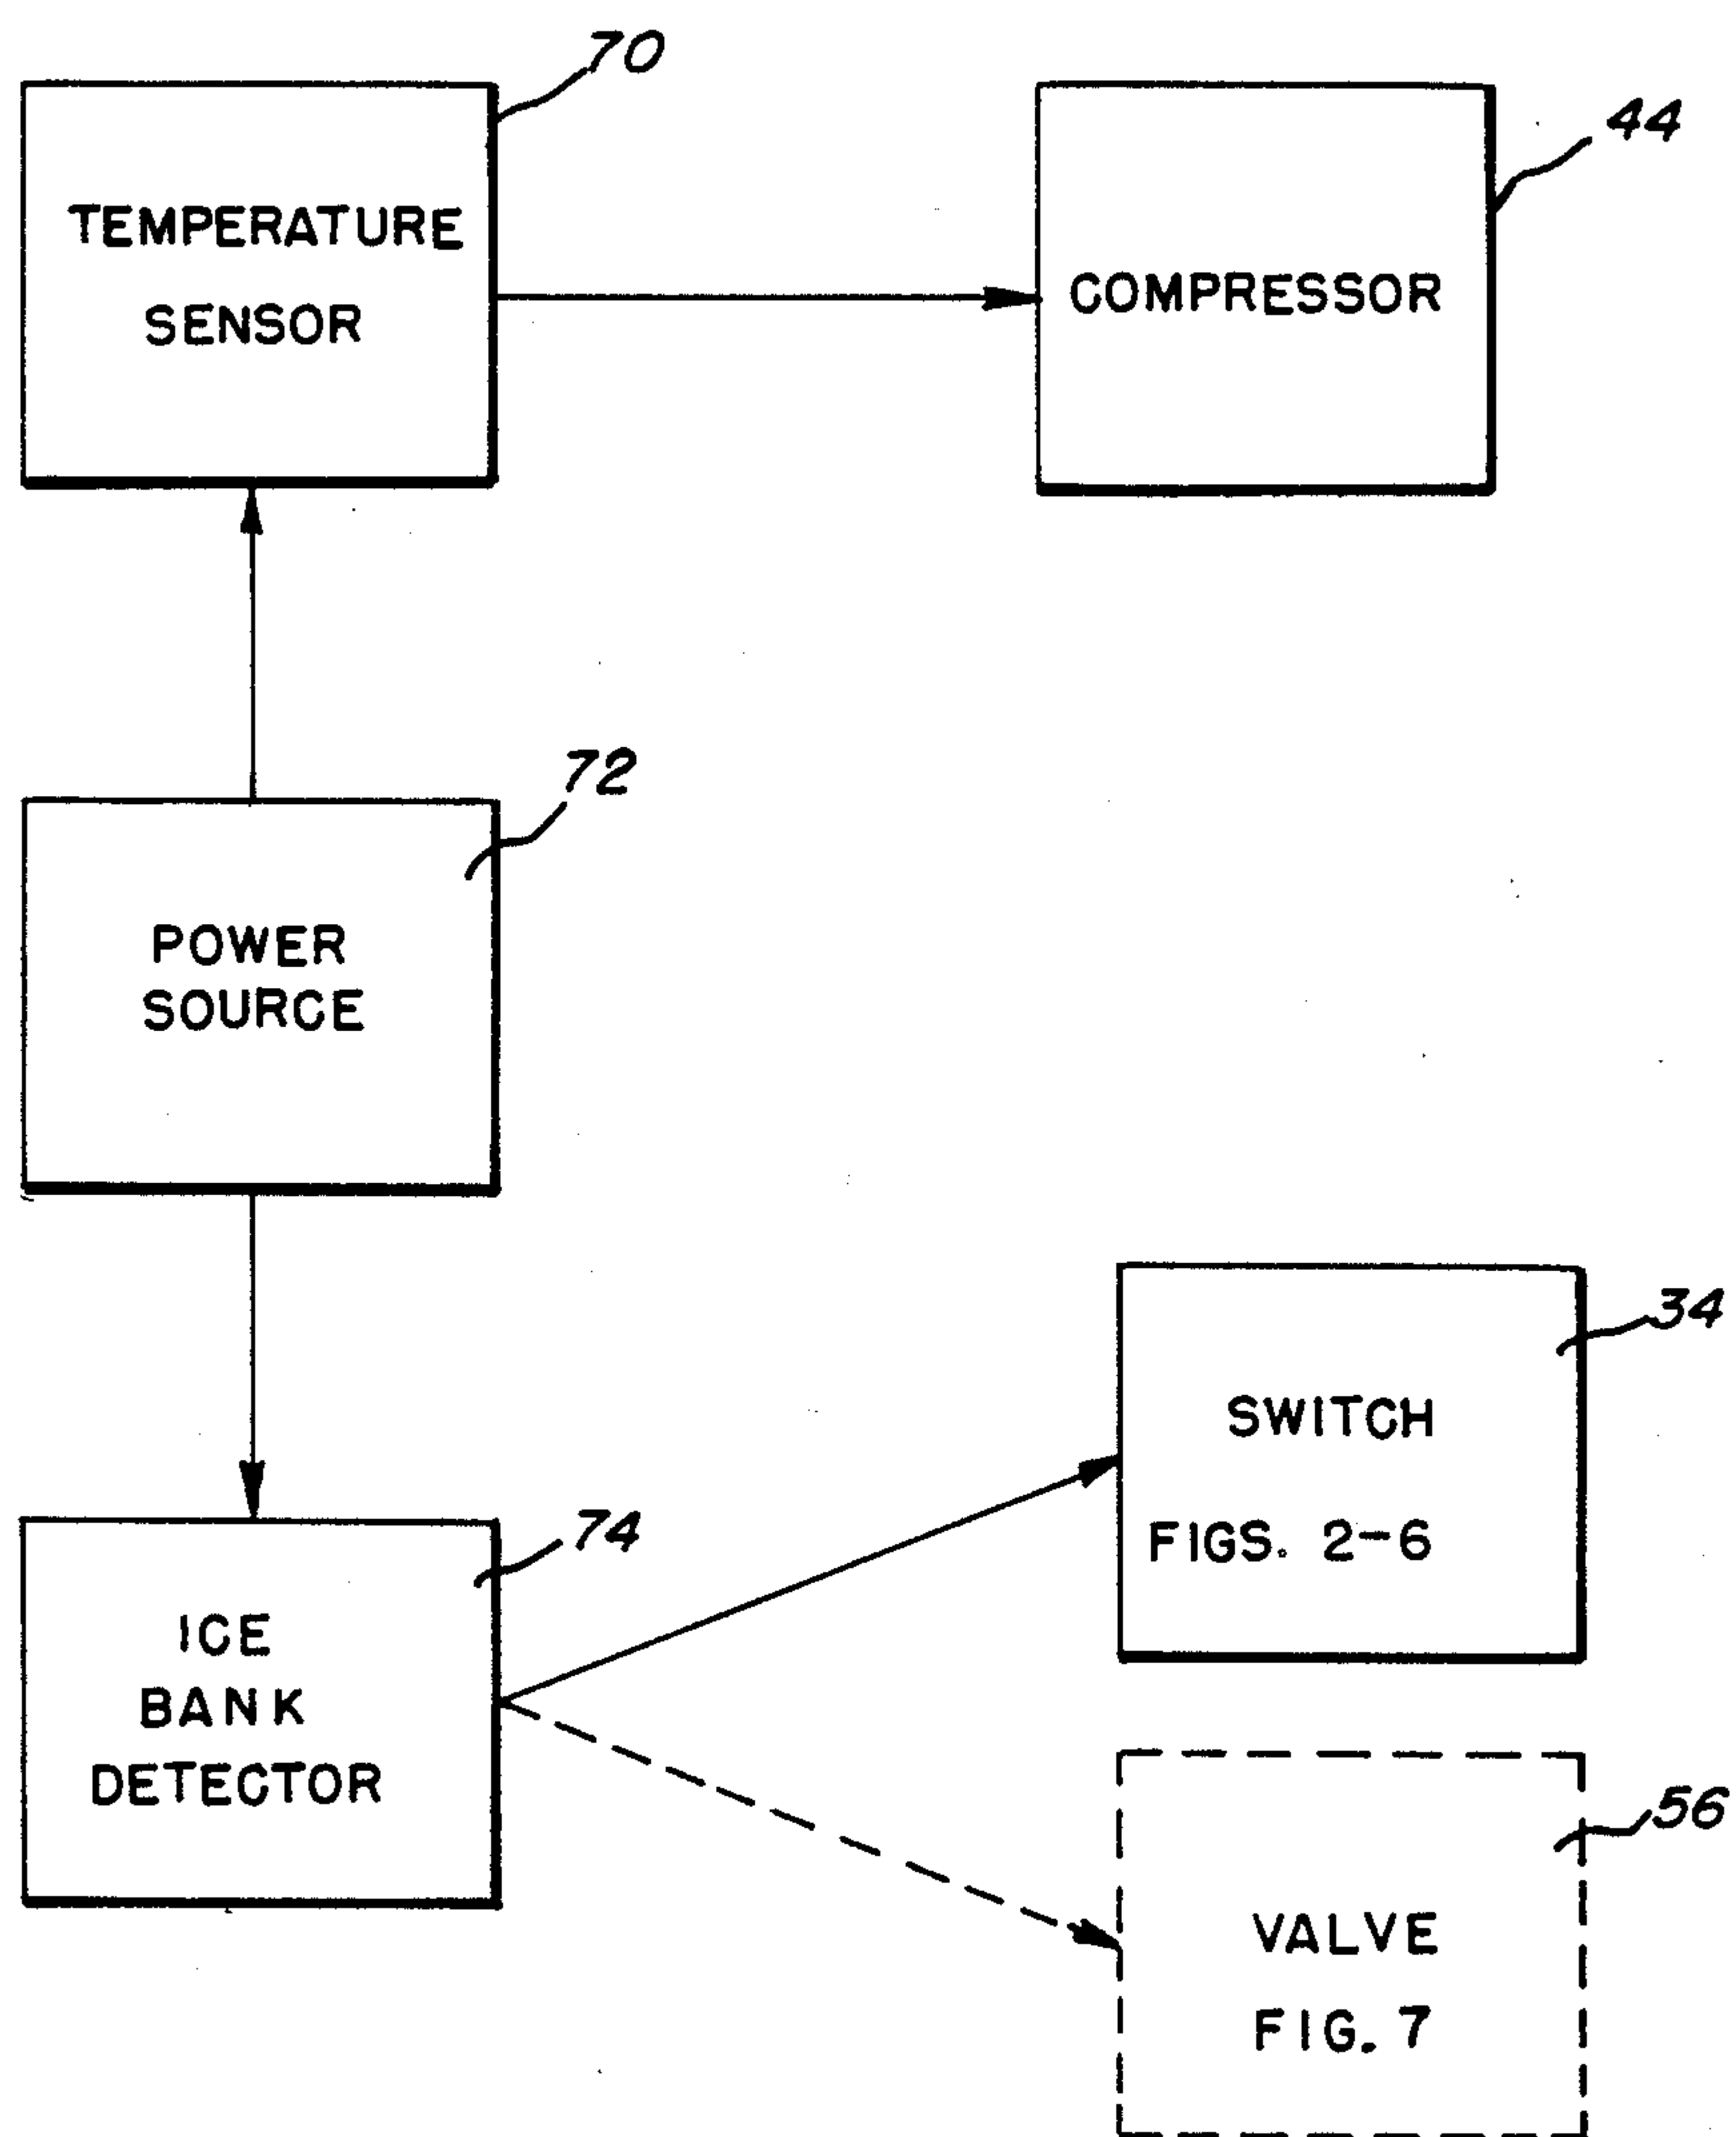 70
44
TEMPERATURE
SENSOR
COMPRESSOR
72
POWER
SOURCE
34
SWITCH
FIGS. 2-6
74
ICE
BANK
DETECTOR
56
VALVE
FIG. 7